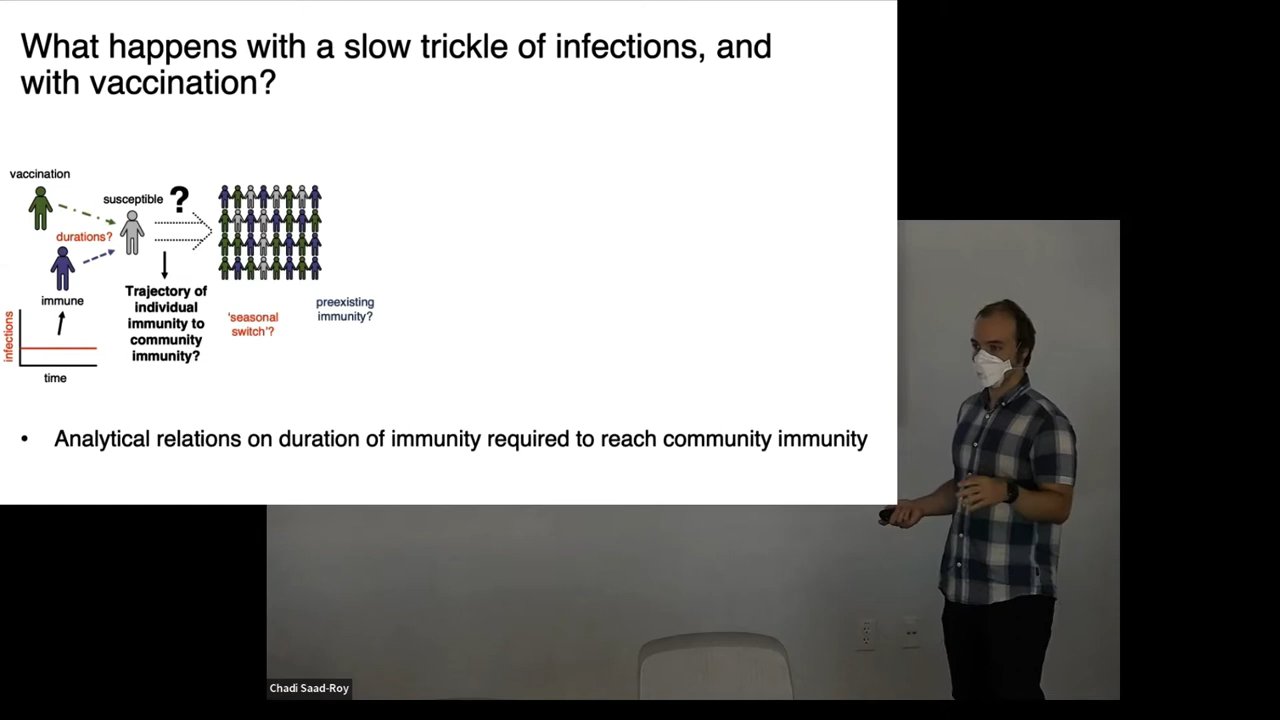 What happens with a slow trickle of infections, and
with vaccination?
vaccination
susceptible
?
durations?
immune
Trajectory of
individual
immunity to
community
immunity?
'seasonal
switch'?
preexisting
immunity?
infections
time
• Analytical relations on duration of immunity required to reach community immunity
Chadi Saad-Roy